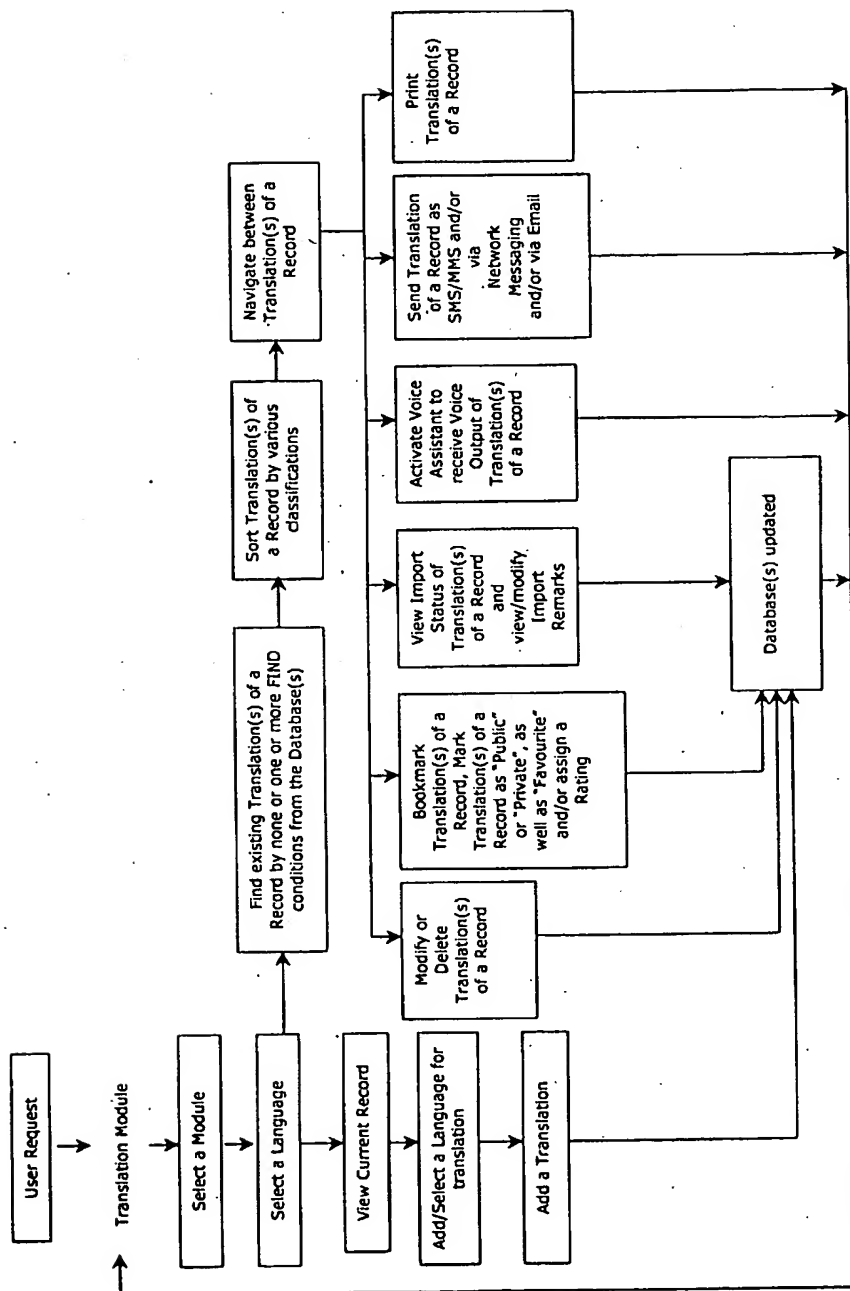 User Request
Translation Module
Select a Module
Select a Language
View Current Record
Add/Select a Language for
translation
Add a Translation
Find existing Translation(s) of a
Record by none or one or more FIND
conditions from the Database(s)
Sort Translation(s) of
a Record by various
classifications
Navigate between
Translation(s) of a
Record
Modify or
Delete
Translation(s)
of a Record
Bookmark
Translation(s) of a
Record, Mark
Translation(s) of a
Record as "Public"
or "Private", as
well as "Favourite"
and/or assign a
Rating
View Import
Status of
Translation(s)
of a Record
and
view/modify
Import
Remarks
Activate Voice
Assistant to
receive Voice
Output of
Translation(s)
of a Record
Send Translation
of a Record as
SMS/MMS and/or
via
Network
Messaging
and/or via Email
Print
Translation(s)
of a Record
Database(s) updated